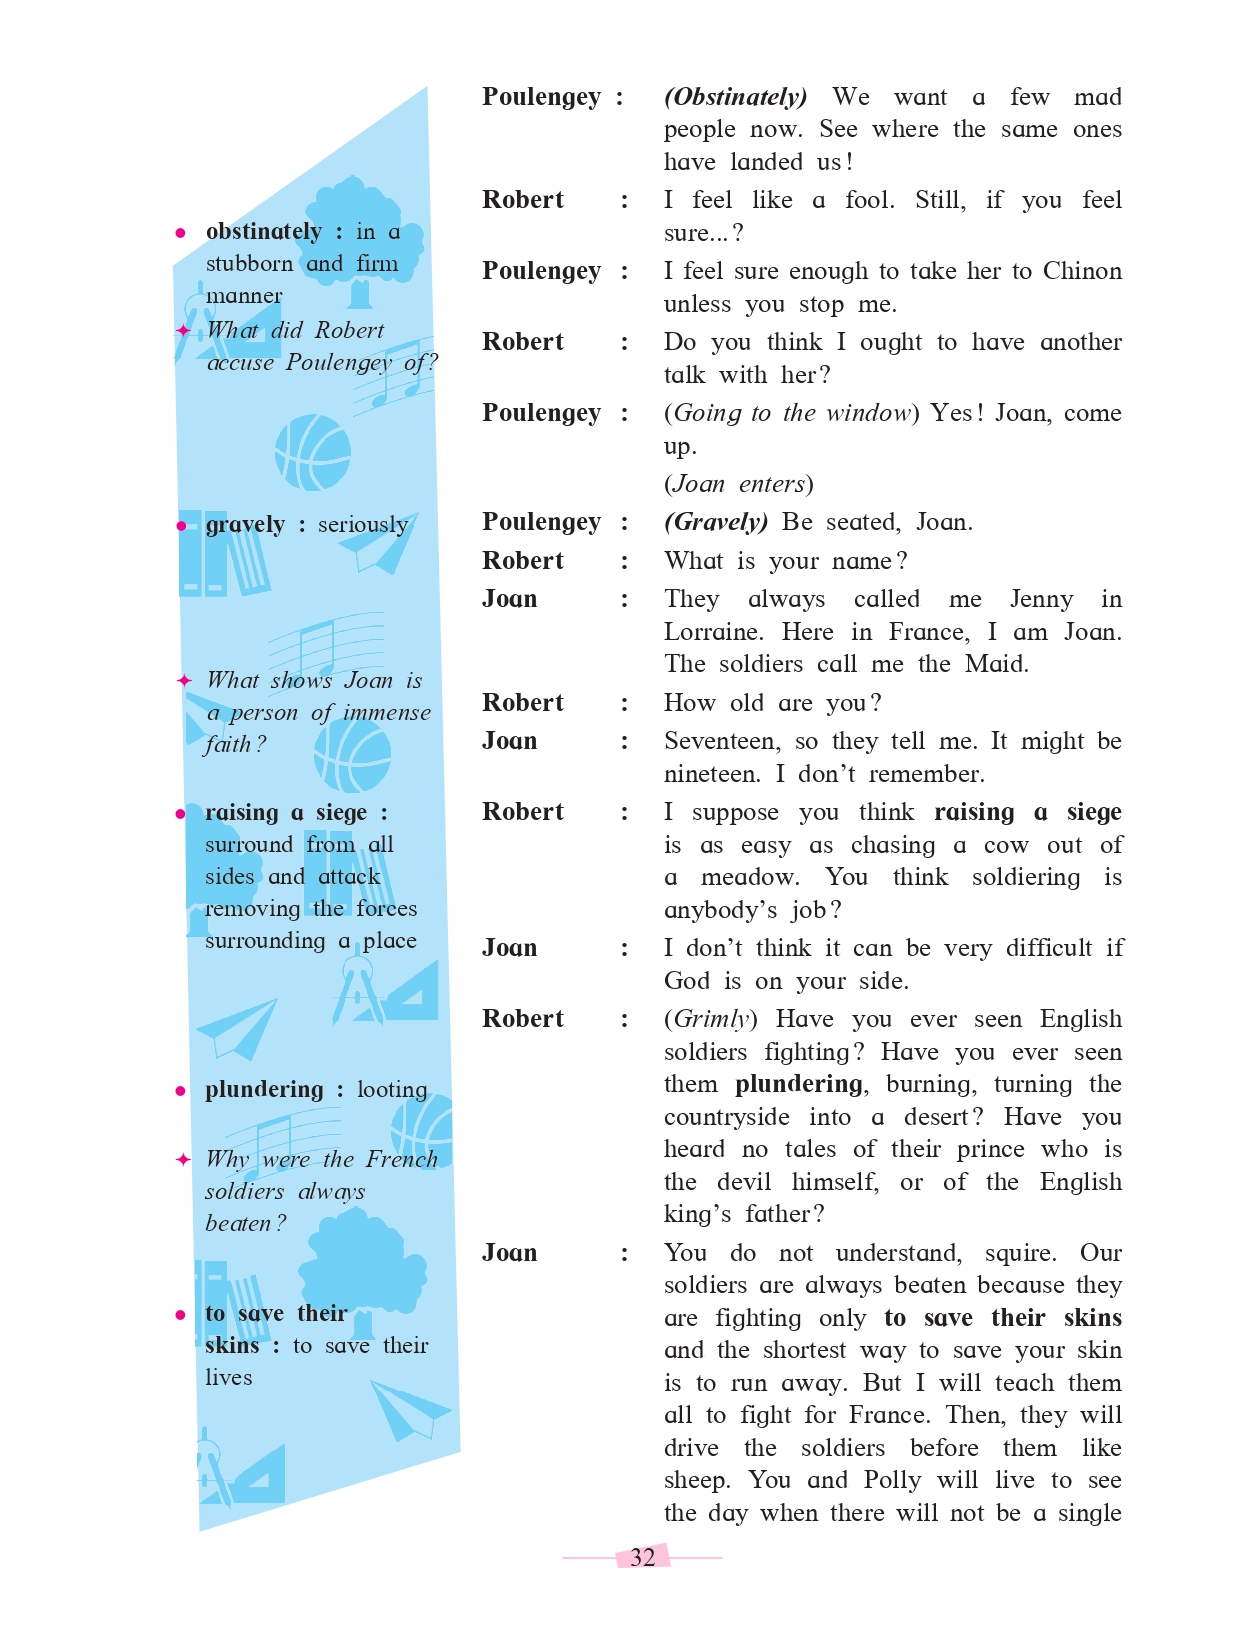 Poulengey : (Obstinately) We want a few mad
people now. See where the same ones
have landed us!
Robert : I feel like a fool. Still, if you feel
sure...?
Poulengey : I feel sure enough to take her to Chinon
unless you stop me.
Robert : Do you think I ought to have another
talk with her?
Poulengey : (Going to the window) Yes! Joan, come
up.
(Joan enters)
Poulengey : (Gravely) Be seated, Joan.
Robert : What is your name?
Joan : They always called me Jenny in
Lorraine. Here in France, I am Joan.
The soldiers call me the Maid.
Robert : How old are you?
Joan : Seventeen, so they tell me. It might be
nineteen. I don’t remember.
Robert : I suppose you think raising a siege
is as easy as chasing a cow out of
a meadow. You think soldiering is
anybody’s job?
Joan : I don’t think it can be very difficult if
God is on your side.
Robert : (Grimly) Have you ever seen English
soldiers fighting? Have you ever seen
them plundering, burning, turning the
countryside into a desert? Have you
heard no tales of their prince who is
the devil himself, or of the English
king’s father?
Joan : You do not understand, squire. Our
soldiers are always beaten because they
are fighting only to save their skins
and the shortest way to save your skin
is to run away. But I will teach them
all to fight for France. Then, they will
drive the soldiers before them like
sheep. You and Polly will live to see
the day when there will not be a single
• obstinately : in a
stubborn and firm
manner
✦ What did Robert
accuse Poulengey of?
• gravely : seriously
✦ What shows Joan is
a person of immense
faith?
• raising a siege :
surround from all
sides and attack
removing the forces
surrounding a place
• plundering : looting
✦ Why were the French
soldiers always
beaten?
• to save their
skins : to save their
lives
32